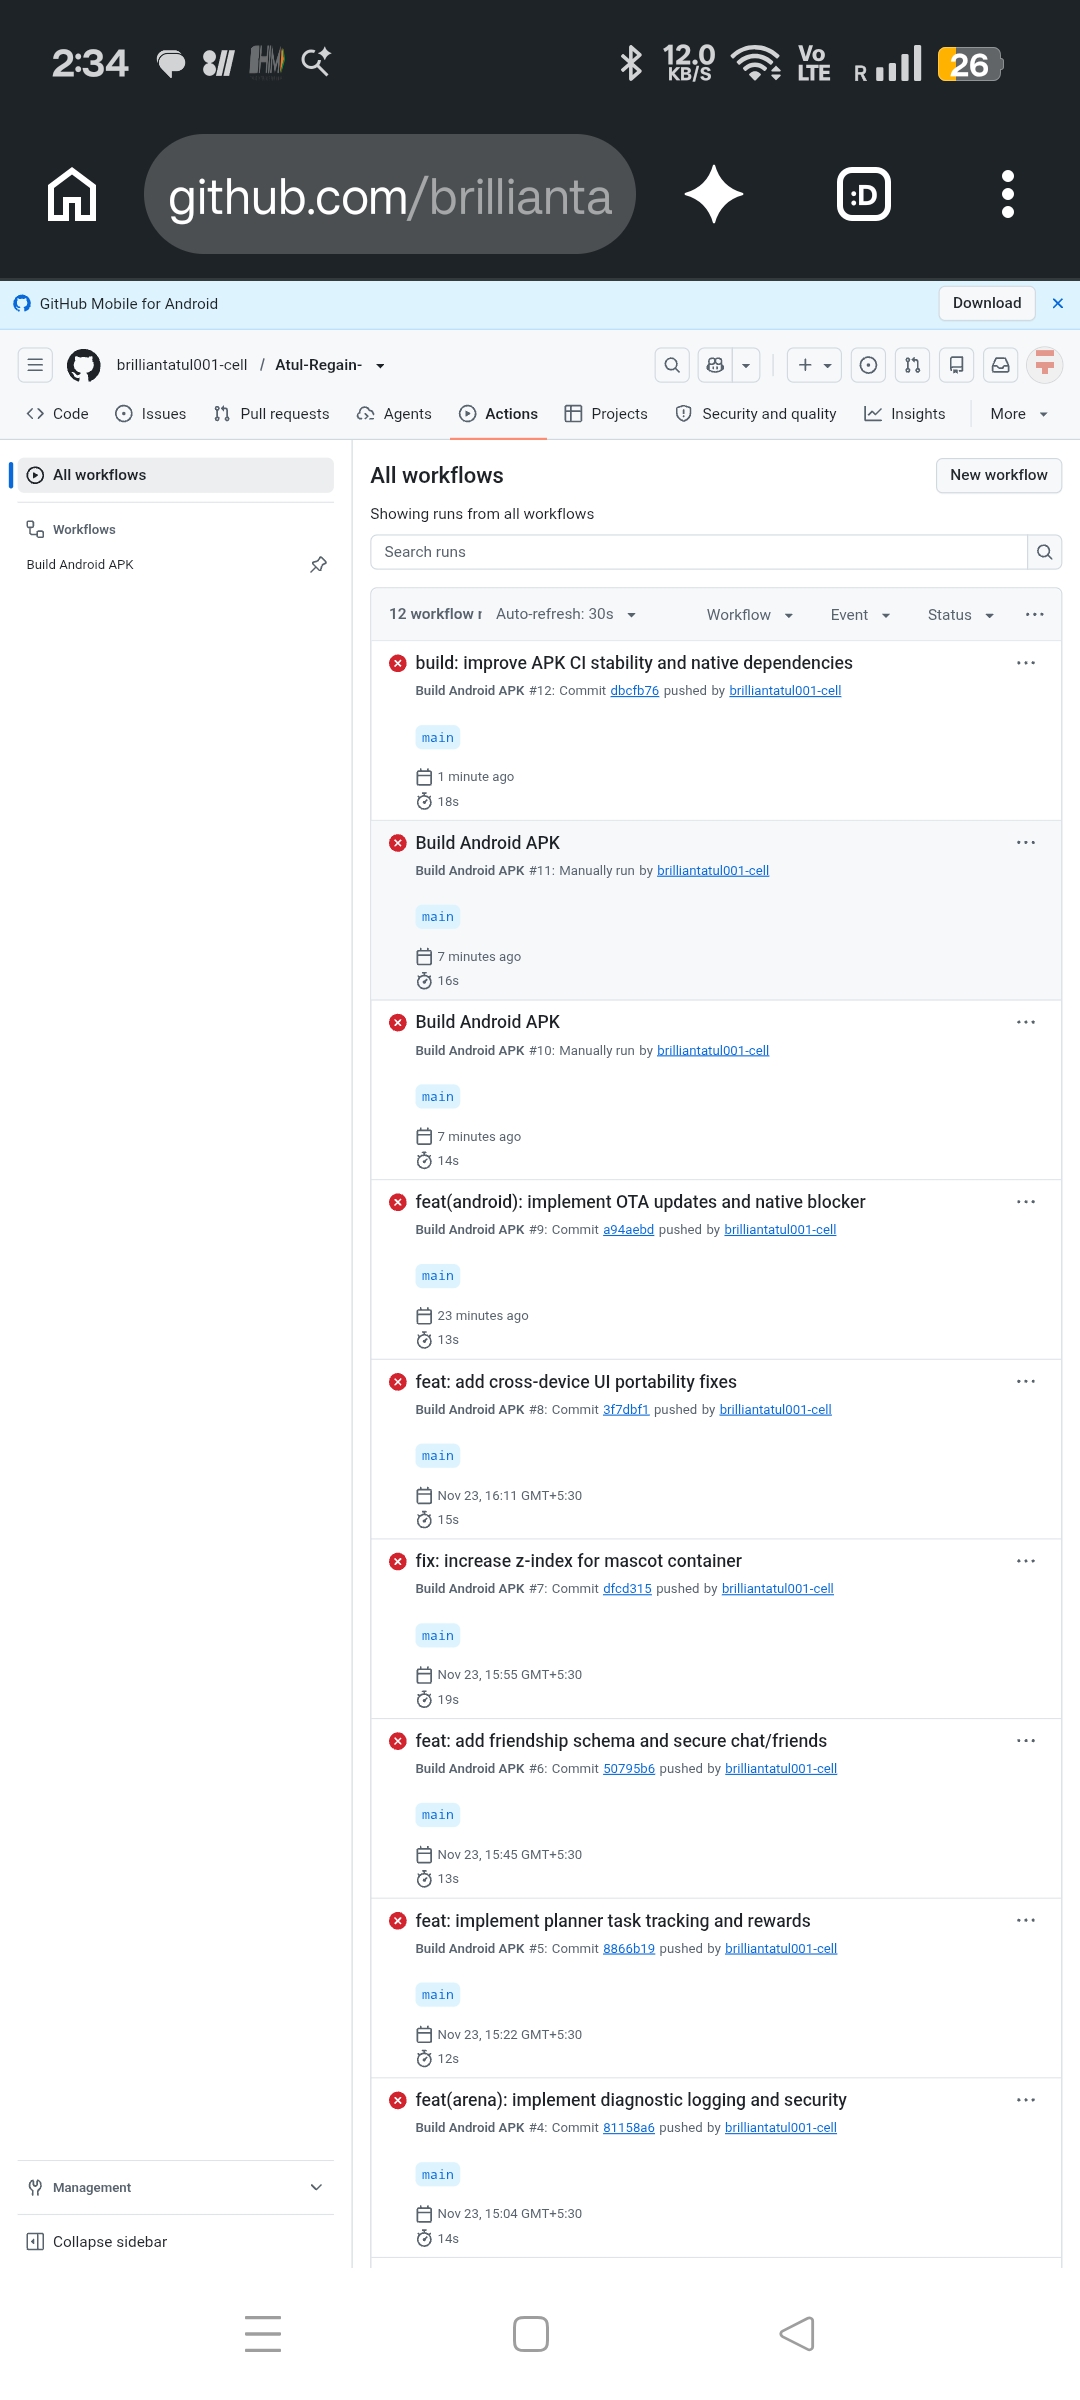 2:34
12.0 KB/S
Vo LTE
R
26
github.com/brillianta
:D
GitHub Mobile for Android
Download
brilliantatul001-cell / Atul-Regain-
Code Issues Pull requests Agents Actions Projects Security and quality Insights More
All workflows
Workflows
Build Android APK
All workflows
New workflow
Showing runs from all workflows
Search runs
12 workflow r Auto-refresh: 30s Workflow Event Status
build: improve APK CI stability and native dependencies
Build Android APK #12: Commit dbcfb76 pushed by brilliantatul001-cell
main
1 minute ago
18s
Build Android APK
Build Android APK #11: Manually run by brilliantatul001-cell
main
7 minutes ago
16s
Build Android APK
Build Android APK #10: Manually run by brilliantatul001-cell
main
7 minutes ago
14s
feat(android): implement OTA updates and native blocker
Build Android APK #9: Commit a94aebd pushed by brilliantatul001-cell
main
23 minutes ago
13s
feat: add cross-device UI portability fixes
Build Android APK #8: Commit 3f7dbf1 pushed by brilliantatul001-cell
main
Nov 23, 16:11 GMT+5:30
15s
fix: increase z-index for mascot container
Build Android APK #7: Commit dfcd315 pushed by brilliantatul001-cell
main
Nov 23, 15:55 GMT+5:30
19s
feat: add friendship schema and secure chat/friends
Build Android APK #6: Commit 50795b6 pushed by brilliantatul001-cell
main
Nov 23, 15:45 GMT+5:30
13s
feat: implement planner task tracking and rewards
Build Android APK #5: Commit 8866b19 pushed by brilliantatul001-cell
main
Nov 23, 15:22 GMT+5:30
12s
feat(arena): implement diagnostic logging and security
Build Android APK #4: Commit 81158a6 pushed by brilliantatul001-cell
main
Nov 23, 15:04 GMT+5:30
14s
Management
Collapse sidebar